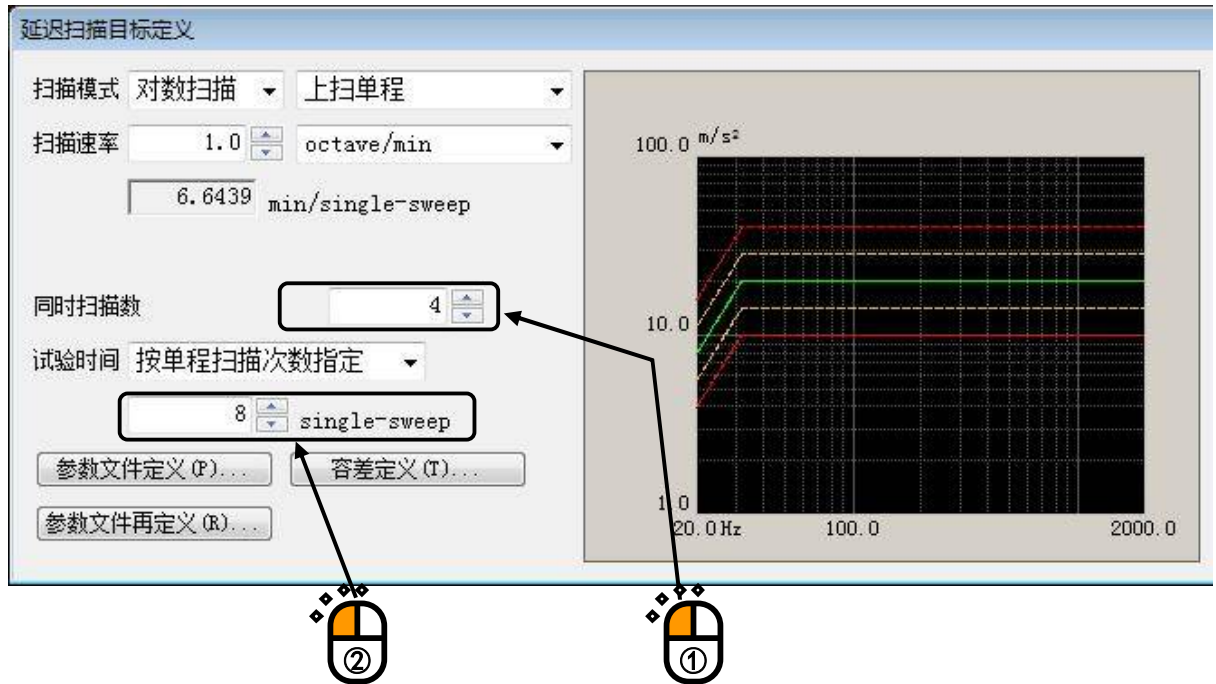 延迟扫描目标定义
扫描模式 对数扫描 上扫单程
扫描速率 1.0 octave/min
6.6439 min/single-sweep
同时扫描数 4
试验时间 按单程扫描次数指定
8 single-sweep
参数文件定义(P)... 容差定义(T)...
参数文件再定义(R)...
100.0 m/s²
10.0
1.0
20.0 Hz 100.0 2000.0
② ①